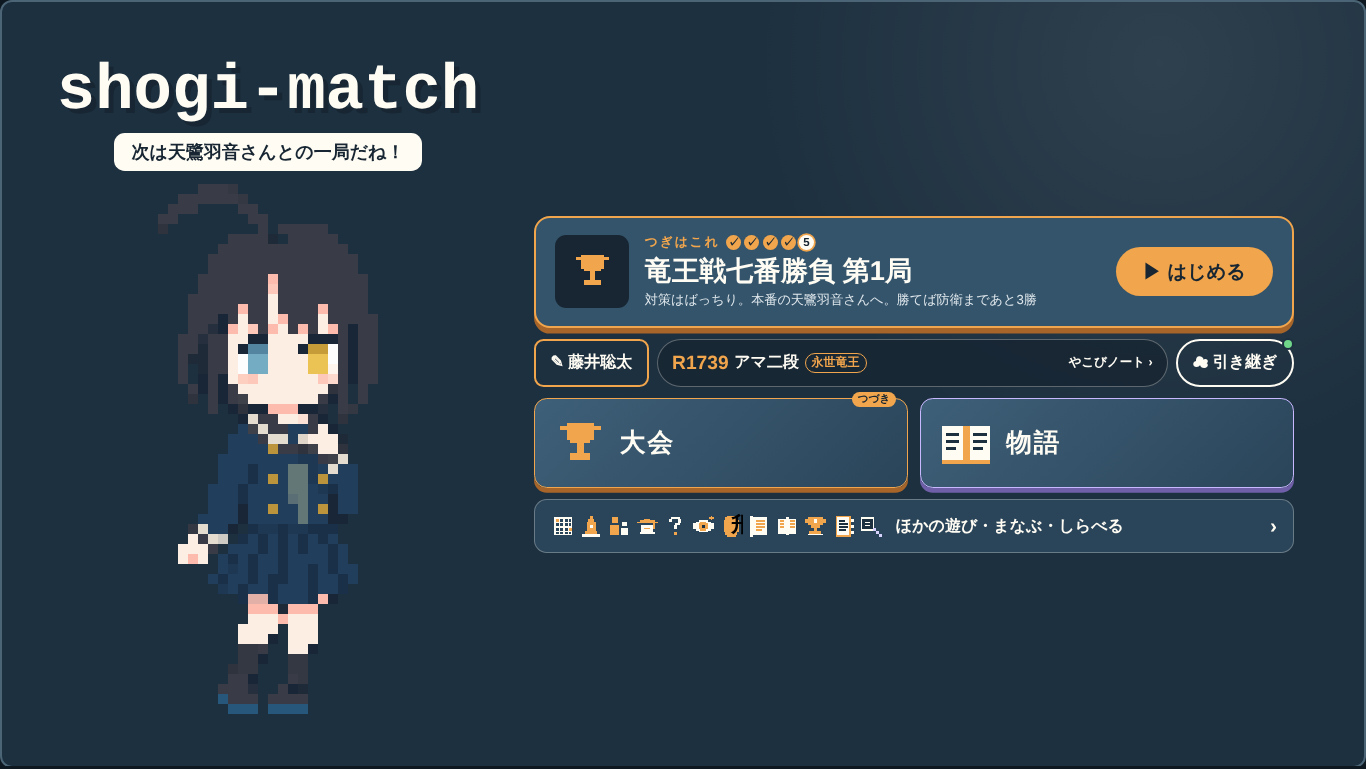 shogi-match
次は天鷺羽音さんとの一局だね！
つぎはこれ ✓ ✓ ✓ ✓ 5
竜王戦七番勝負 第1局
対策はばっちり。本番の天鷺羽音さんへ。勝てば防衛まであと3勝
▶ はじめる
✎ 藤井聡太
R1739 アマ二段 永世竜王
やこびノート ›
引き継ぎ
つづき
大会
物語
ほかの遊び・まなぶ・しらべる ›